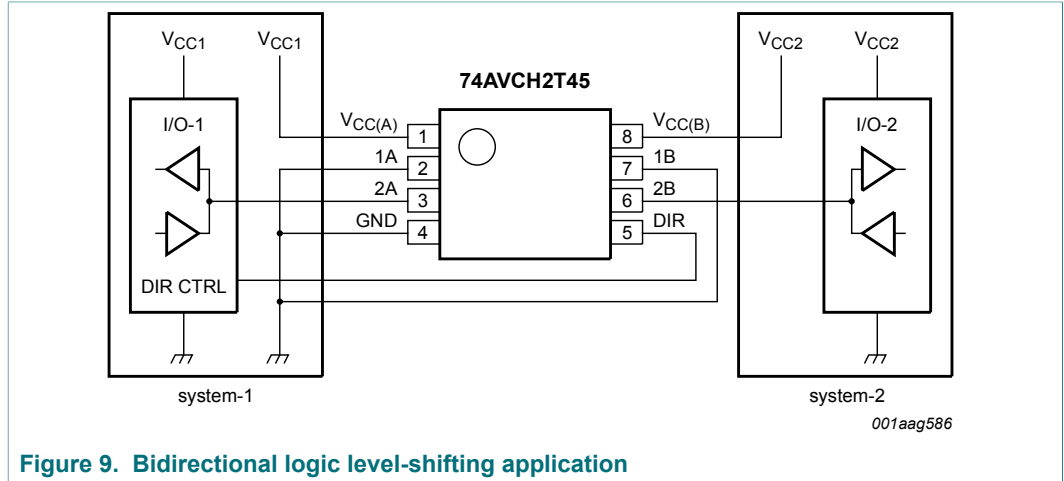 VCC1
VCC1
VCC2
VCC2
74AVCH2T45
I/O-1
VCC(A)
1
8
VCC(B)
I/O-2
1A
2
7
1B
2A
3
6
2B
GND
4
5
DIR
DIR CTRL
system-1
system-2
001aag586
Figure 9. Bidirectional logic level-shifting application